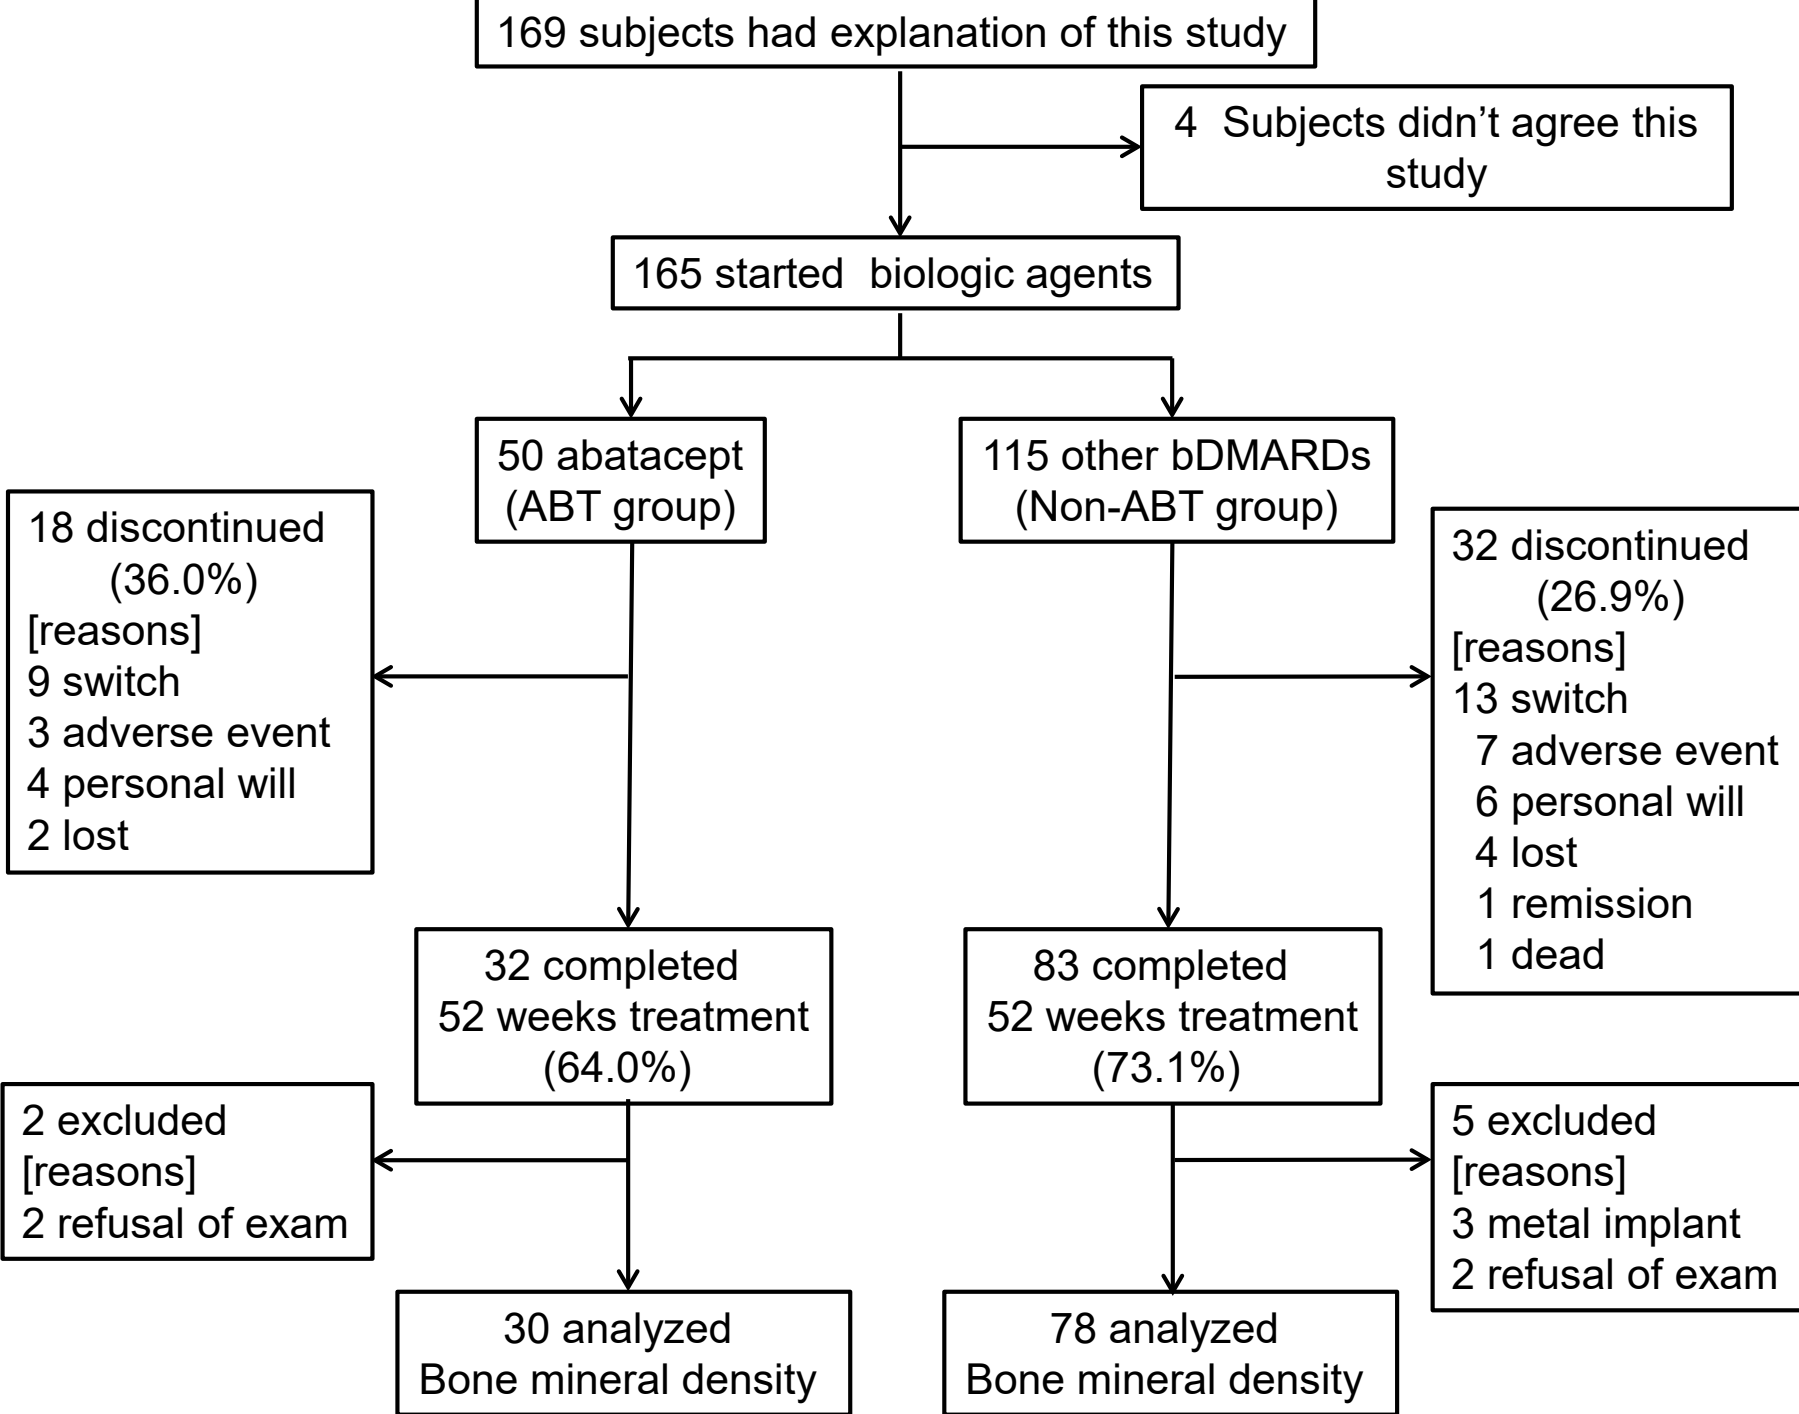 169 subjects had explanation of this study
4 Subjects didn’t agree this
study
165 started biologic agents
50 abatacept
(ABT group)
115 other bDMARDs
(Non-ABT group)
18 discontinued
(36.0%)
[reasons]
9 switch
3 adverse event
4 personal will
2 lost
32 discontinued
(26.9%)
[reasons]
13 switch
7 adverse event
6 personal will
4 lost
1 remission
1 dead
32 completed
52 weeks treatment
(64.0%)
83 completed
52 weeks treatment
(73.1%)
2 excluded
[reasons]
2 refusal of exam
5 excluded
[reasons]
3 metal implant
2 refusal of exam
30 analyzed
Bone mineral density
78 analyzed
Bone mineral density